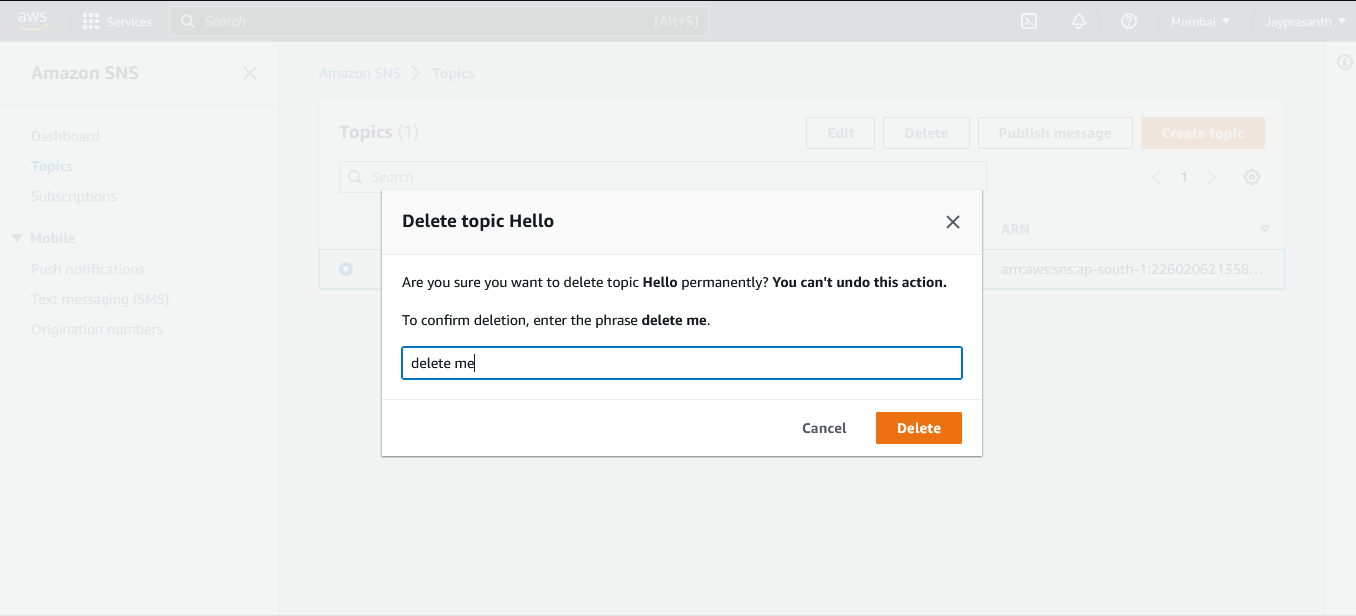 aws
Services
Search
[Alt+S]
Mumbai
Jayprasanth
Amazon SNS
Dashboard
Topics
Subscriptions
Mobile
Push notifications
Text messaging (SMS)
Origination numbers
Amazon SNS
Topics
Topics (1)
Edit
Delete
Publish message
Create topic
Search
1
ARN
arn:aws:sns:ap-south-1:226020621358...
Delete topic Hello
Are you sure you want to delete topic Hello permanently? You can't undo this action.
To confirm deletion, enter the phrase delete me.
delete me
Cancel
Delete